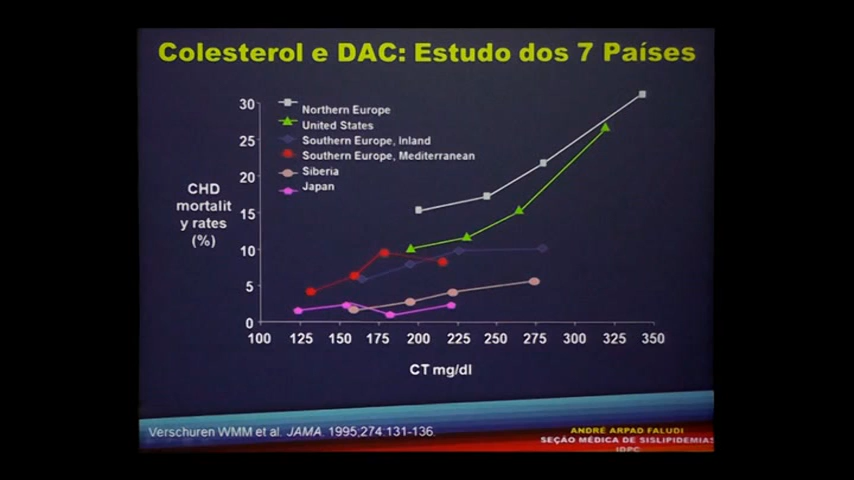 Colesterol e DAC: Estudo dos 7 Países
Northern Europe
United States
Southern Europe, Inland
Southern Europe, Mediterranean
Siberia
Japan
CHD
mortalit
y rates
(%)
30
25
20
15
10
5
0
100 125 150 175 200 225 250 275 300 325 350
CT mg/dl
Verschuren WMM et al. JAMA. 1995;274:131-136.
ANDRÉ ARPAD FALUDI
SEÇÃO MÉDICA DE SISLIPIDEMIAS
IDPC